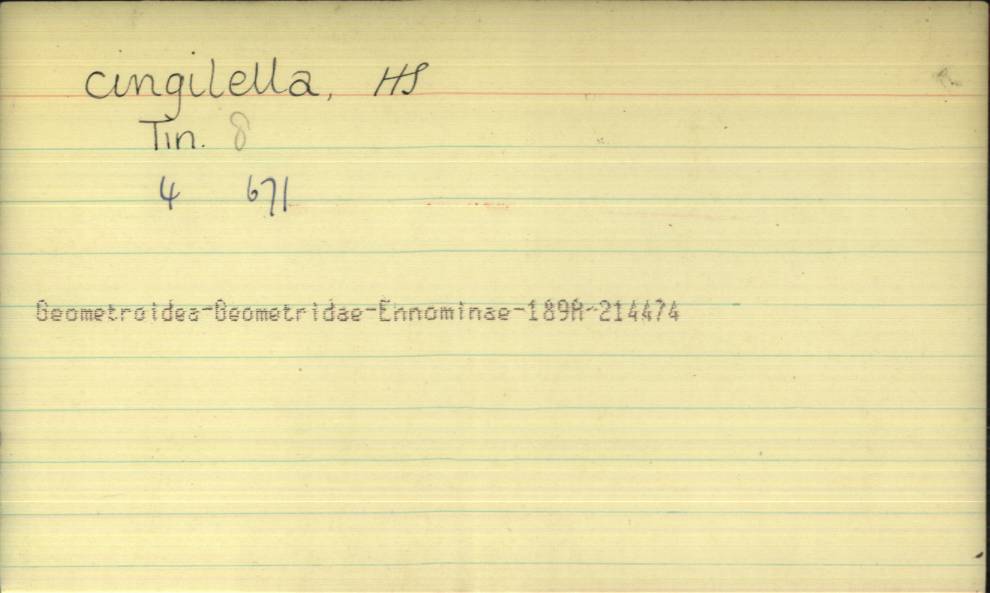 cingilella, HS
Tin. 8
4 671
Geometroidea-Geometridae-Ennominae-189A-214474